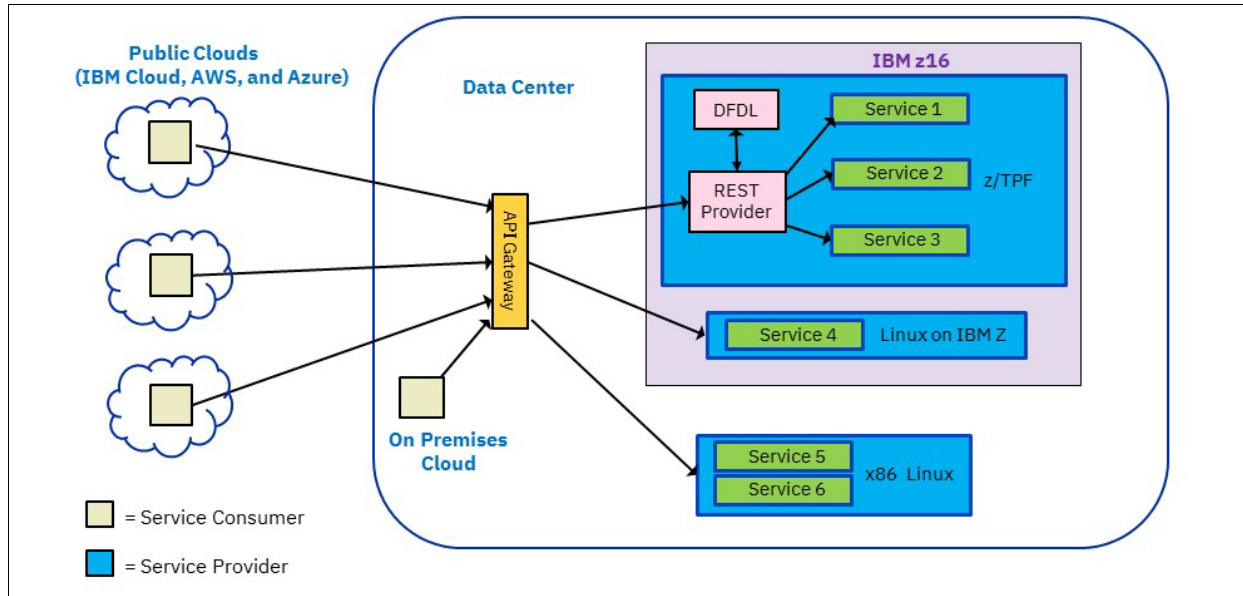 Public Clouds
(IBM Cloud, AWS, and Azure)
Data Center
IBM z16
DFDL
REST
Provider
Service 1
Service 2
Service 3
z/TPF
API Gateway
Service 4
Linux on IBM Z
On Premises
Cloud
Service 5
Service 6
x86 Linux
= Service Consumer
= Service Provider